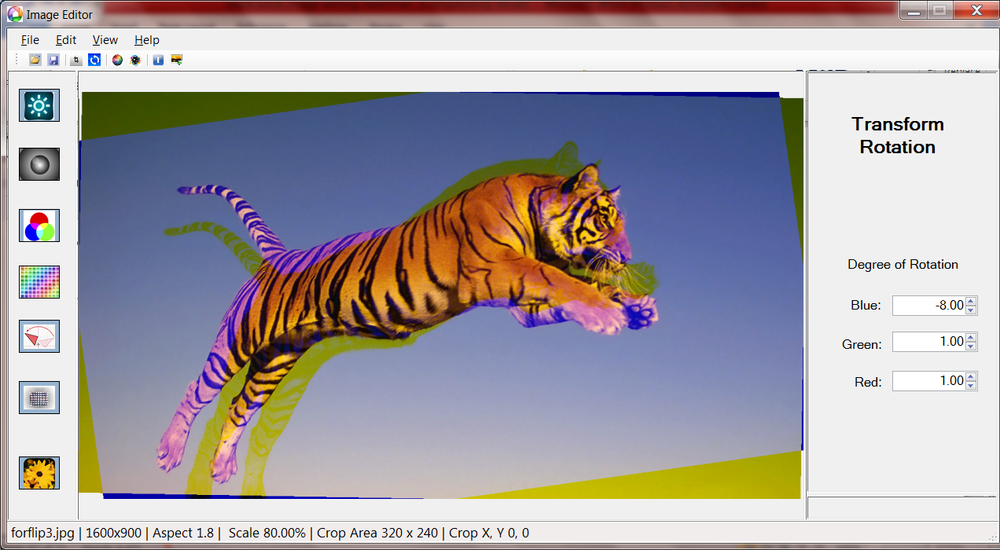 Image Editor
File Edit View Help
Transform
Rotation
Degree of Rotation
Blue: -8.00
Green: 1.00
Red: 1.00
forflip3.jpg | 1600x900 | Aspect 1.8 | Scale 80.00% | Crop Area 320 x 240 | Crop X, Y 0, 0